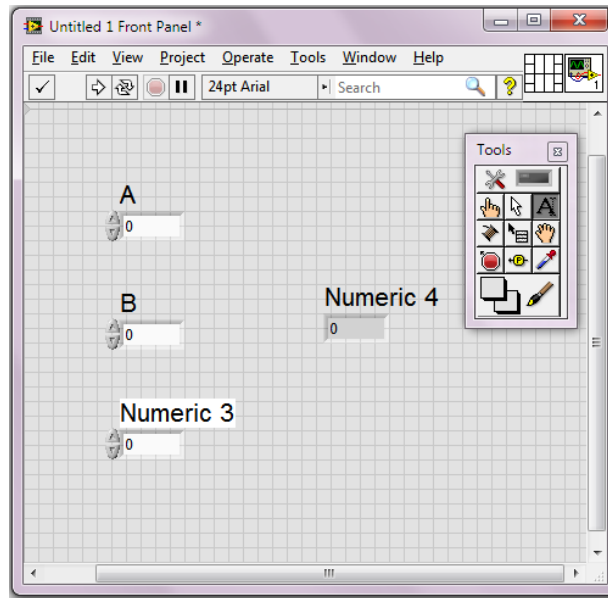 Untitled 1 Front Panel *
File Edit View Project Operate Tools Window Help
24pt Arial Search ? 1
Tools
A
0
B
0
Numeric 4
0
Numeric 3
0
A
P